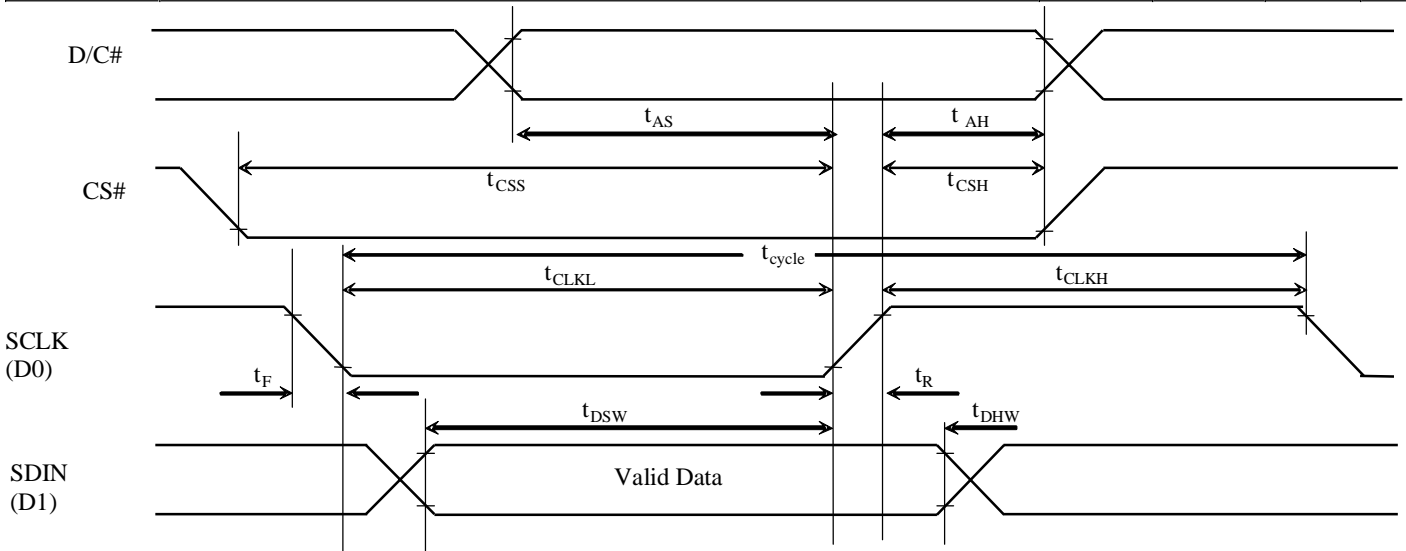 D/C#
t_AS
t_AH
CS#
t_CSS
t_CSH
t_cycle
t_CLKL
t_CLKH
SCLK
(D0)
t_F
t_R
t_DSW
t_DHW
SDIN
(D1)
Valid Data